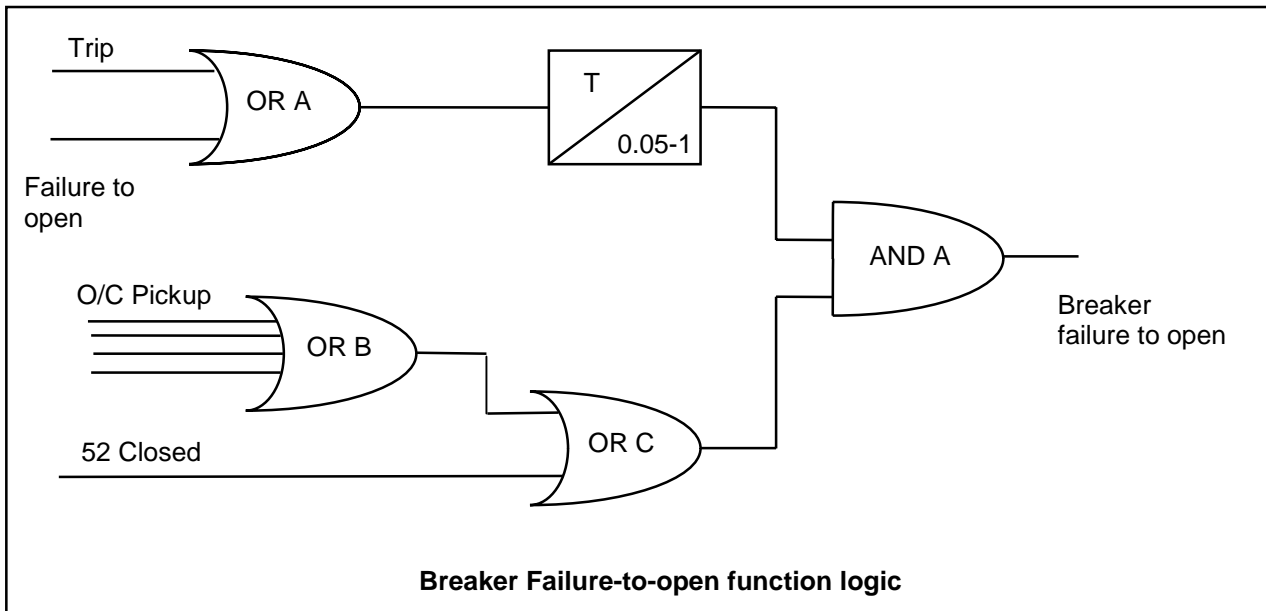 Trip
OR A
T
0.05-1
Failure to
open
AND A
O/C Pickup
OR B
Breaker
failure to open
52 Closed
OR C
Breaker Failure-to-open function logic